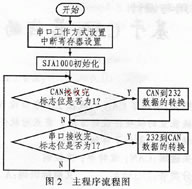 开始
串口工作方式设置
中断寄存器设置
SJA1000初始化
CAN接收完
标志位是否为1?
Y
CAN到232
数据的转换
N
串口接收完
标志位是否为1?
Y
232到CAN
数据的转换
N
图 2 主程序流程图